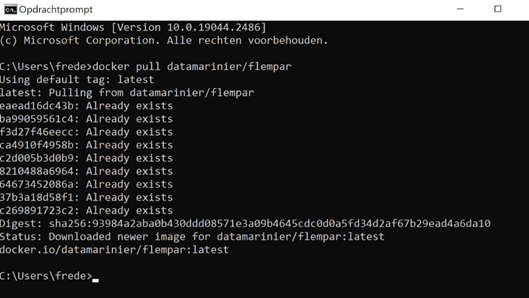 Opdrachtprompt
Microsoft Windows [Version 10.0.19044.2486]
(c) Microsoft Corporation. Alle rechten voorbehouden.
C:\Users\frede>docker pull datamarinier/flempar
Using default tag: latest
latest: Pulling from datamarinier/flempar
eaead16dc43b: Already exists
ba99059561c4: Already exists
f3d27f46eecc: Already exists
ca4910f4958b: Already exists
c2d005b3d0b9: Already exists
8210488a6964: Already exists
64673452086a: Already exists
37b3a18d58f1: Already exists
c269891723c2: Already exists
Digest: sha256:93984a2aba0b430ddd08571e3a09b4645cdc0d0a5fd34d2af67b29ead4a6da10
Status: Downloaded newer image for datamarinier/flempar:latest
docker.io/datamarinier/flempar:latest
C:\Users\frede>